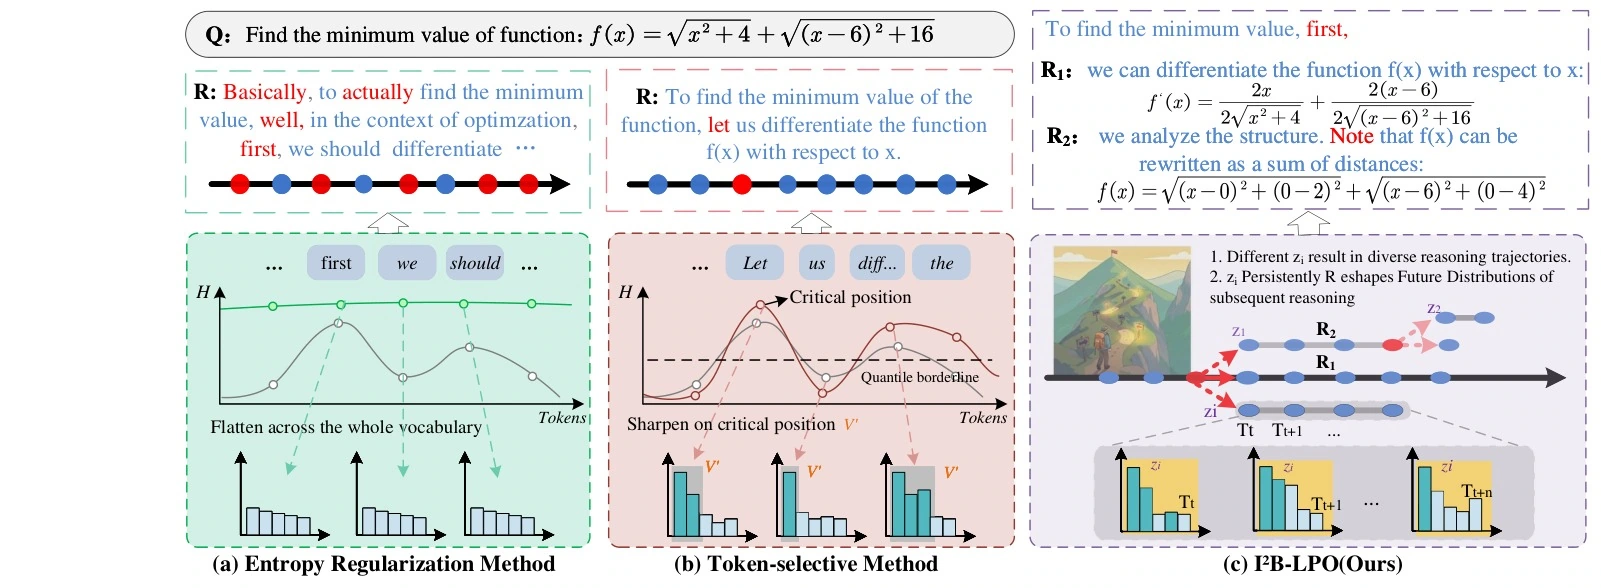 Q: Find the minimum value of function: f(x) = √(x² + 4) + √((x − 6)² + 16)
R: Basically, to actually find the minimum
value, well, in the context of optimzation,
first, we should differentiate ···
... first we should ...
H
Tokens
Flatten across the whole vocabulary
(a) Entropy Regularization Method
R: To find the minimum value of the
function, let us differentiate the function
f(x) with respect to x.
... Let us diff... the
H
Critical position
Quantile borderline
Tokens
Sharpen on critical position V'
V' V' V'
(b) Token-selective Method
To find the minimum value, first,
R₁: we can differentiate the function f(x) with respect to x:
f'(x) = 2x / 2√(x² + 4) + 2(x − 6) / 2√((x − 6)² + 16)
R₂: we analyze the structure. Note that f(x) can be
rewritten as a sum of distances:
f(x) = √((x − 0)² + (0 − 2)²) + √((x − 6)² + (0 − 4)²)
1. Different zᵢ result in diverse reasoning trajectories.
2. zᵢ Persistently R eshapes Future Distributions of
subsequent reasoning
z₂
z₁ R₂
R₁
zi
Tt Tt+1 ...
zi zi zi
Tt Tt+1 ... Tt+n
(c) I²B-LPO(Ours)